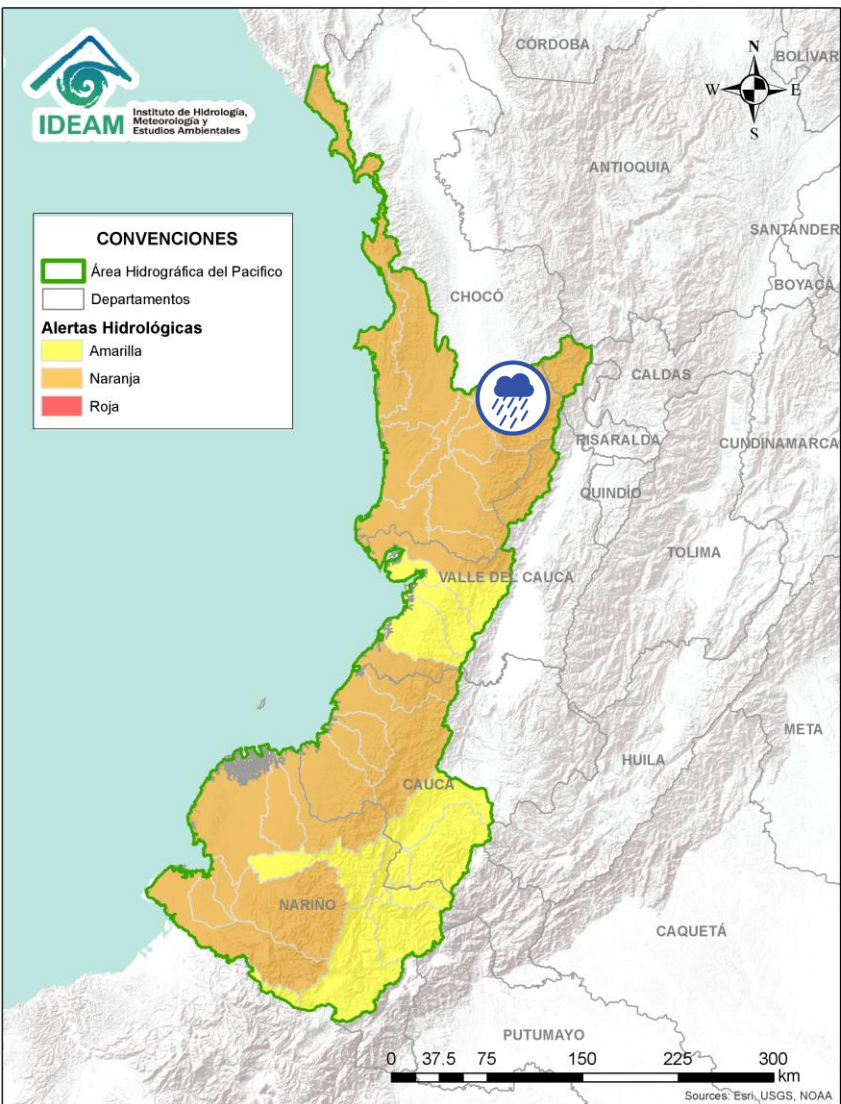 IDEAM
Instituto de Hidrología,
Meteorología y
Estudios Ambientales
CONVENCIONES
Área Hidrográfica del Pacifico
Departamentos
Alertas Hidrológicas
Amarilla
Naranja
Roja
N
W E
S
CÓRDOBA
BOLÍVAR
ANTIOQUIA
SANTANDER
BOYACÁ
CHOCÓ
CALDAS
RISARALDA
CUNDINAMARCA
QUINDÍO
TOLIMA
VALLE DEL CAUCA
META
HUILA
CAUCA
NARIÑO
CAQUETÁ
PUTUMAYO
0 37.5 75 150 225 300
km
Sources: Esri, USGS, NOAA